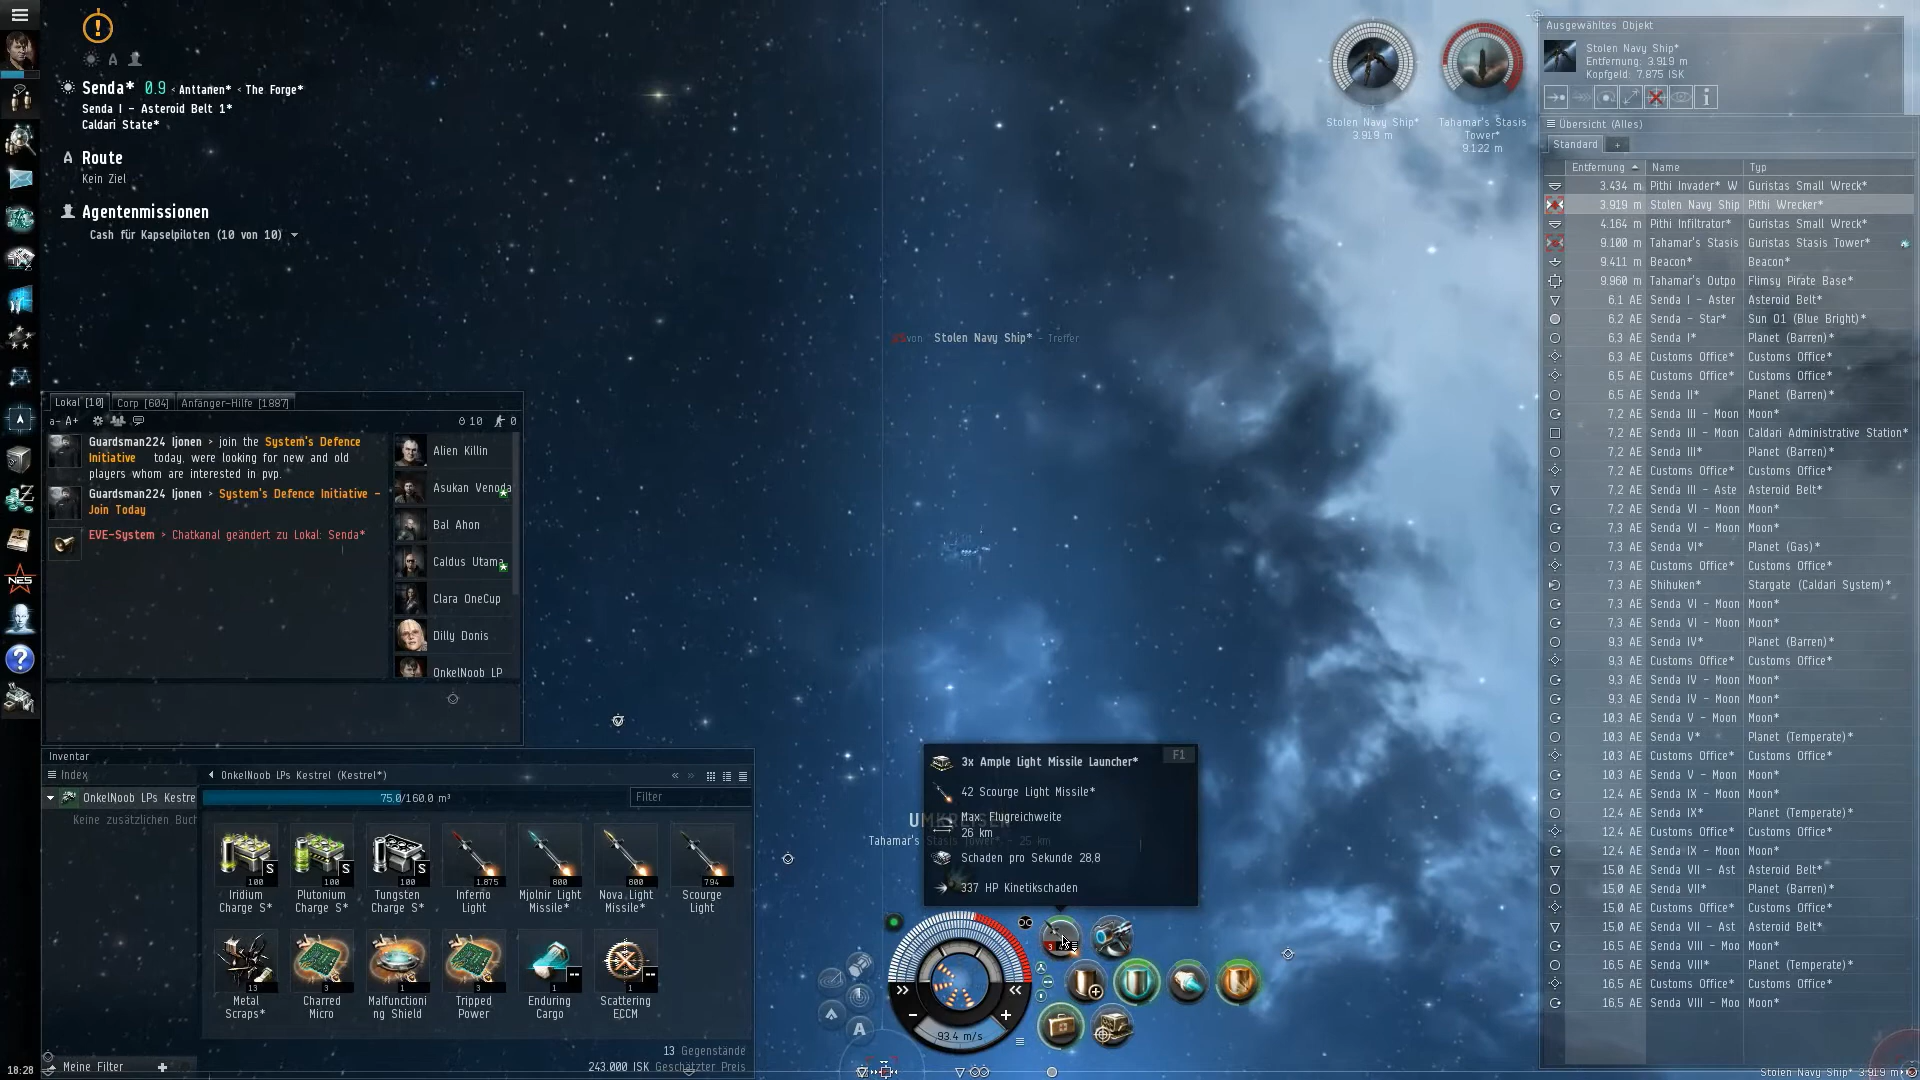 Senda* 0.9 < Anttanen* < The Forge*
Senda I - Asteroid Belt 1*
Caldari State*
A Route
Kein Ziel
Agentenmissionen
Cash für Kapselpiloten (10 von 10)
Lokal [10] Corp [604] Anfänger-Hilfe [1887]
a- A+
10 0
Guardsman224 Ijonen > join the System's Defence
Initiative today, were looking for new and old
players whom are interested in pvp.
Guardsman224 Ijonen > System's Defence Initiative -
Join Today
EVE-System > Chatkanal geändert zu Lokal: Senda*
Alien Killin
Asukan Venoda
Bal Ahon
Caldus Utama
Clara OneCup
Dilly Donis
OnkelNoob LP
NES
Inventar
Index
OnkelNoob LPs Kestrel (Kestrel*)
OnkelNoob LPs Kestre
75,0/160,0 m³
Filter
Keine zusätzlichen Buch
100
Iridium
Charge S*
100
Plutonium
Charge S*
100
Tungsten
Charge S*
1.875
Inferno
Light
800
Mjolnir Light
Missile*
800
Nova Light
Missile*
794
Scourge
Light
13
Metal
Scraps*
3
Charred
Micro
1
Malfunctioni
ng Shield
3
Tripped
Power
1
Enduring
Cargo
1
Scattering
ECCM
13 Gegenstände
243.000 ISK Geschätzter Preis
Meine Filter +
18:28
von Stolen Navy Ship* - Treffer
Stolen Navy Ship*
3.919 m
Tahamar's Stasis
Tower*
9.122 m
F1
3x Ample Light Missile Launcher*
42 Scourge Light Missile*
Max. Flugreichweite
26 km
Schaden pro Sekunde 28,8
337 HP Kinetikschaden
93.4 m/s
Ausgewähltes Objekt
Stolen Navy Ship*
Entfernung: 3.919 m
Kopfgeld: 7.875 ISK
Übersicht (Alles)
Standard +
Entfernung Name Typ
3.434 m Pithi Invader* W Guristas Small Wreck*
3.919 m Stolen Navy Ship Pithi Wrecker*
4.164 m Pithi Infiltrator* Guristas Small Wreck*
9.100 m Tahamar's Stasis Guristas Stasis Tower*
9.411 m Beacon* Beacon*
9.960 m Tahamar's Outpo Flimsy Pirate Base*
6,1 AE Senda I - Aster Asteroid Belt*
6,2 AE Senda - Star* Sun O1 (Blue Bright)*
6,3 AE Senda I* Planet (Barren)*
6,3 AE Customs Office* Customs Office*
6,5 AE Customs Office* Customs Office*
6,5 AE Senda II* Planet (Barren)*
7,2 AE Senda III - Moon Moon*
7,2 AE Senda III - Moon Caldari Administrative Station*
7,2 AE Senda III* Planet (Barren)*
7,2 AE Customs Office* Customs Office*
7,2 AE Senda III - Aste Asteroid Belt*
7,2 AE Senda VI - Moon Moon*
7,3 AE Senda VI - Moon Moon*
7,3 AE Senda VI* Planet (Gas)*
7,3 AE Customs Office* Customs Office*
7,3 AE Shihuken* Stargate (Caldari System)*
7,3 AE Senda VI - Moon Moon*
7,3 AE Senda VI - Moon Moon*
9,3 AE Senda IV* Planet (Barren)*
9,3 AE Customs Office* Customs Office*
9,3 AE Senda IV - Moon Moon*
9,3 AE Senda IV - Moon Moon*
10,3 AE Senda V - Moon Moon*
10,3 AE Senda V* Planet (Temperate)*
10,3 AE Customs Office* Customs Office*
10,3 AE Senda V - Moon Moon*
12,4 AE Senda IX - Moon Moon*
12,4 AE Senda IX* Planet (Temperate)*
12,4 AE Customs Office* Customs Office*
12,4 AE Senda IX - Moon Moon*
15,0 AE Senda VII - Ast Asteroid Belt*
15,0 AE Senda VII* Planet (Barren)*
15,0 AE Customs Office* Customs Office*
15,0 AE Senda VII - Ast Asteroid Belt*
16,5 AE Senda VIII - Moo Moon*
16,5 AE Senda VIII* Planet (Temperate)*
16,5 AE Customs Office* Customs Office*
16,5 AE Senda VIII - Moo Moon*
Stolen Navy Ship* 3.919 m